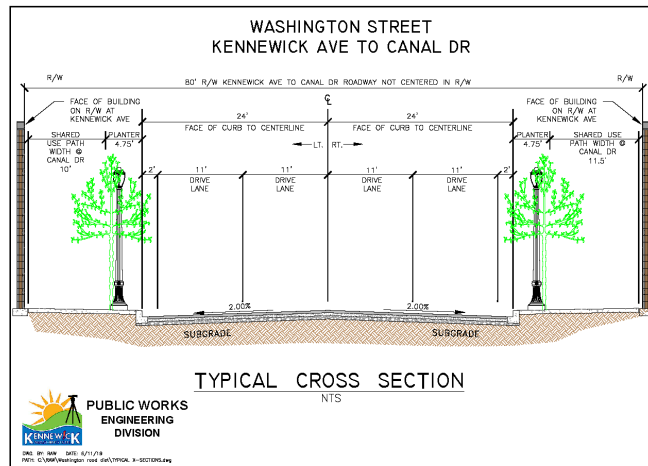 WASHINGTON STREET
KENNEWICK AVE TO CANAL DR
R/W
R/W
80' R/W KENNEWICK AVE TO CANAL DR ROADWAY NOT CENTERED IN R/W
℄
FACE OF BUILDING
ON R/W AT
KENNEWICK AVE
24'
24'
FACE OF BUILDING
ON R/W AT
KENNEWICK AVE
FACE OF CURB TO CENTERLINE
FACE OF CURB TO CENTERLINE
SHARED
USE PATH
WIDTH @
CANAL DR
10'
PLANTER
4.75'
LT.
RT.
PLANTER
4.75'
SHARED USE
PATH WIDTH @
CANAL DR
11.5'
2'
11'
DRIVE
LANE
11'
DRIVE
LANE
11'
DRIVE
LANE
11'
DRIVE
LANE
2'
2.00%
2.00%
SUBGRADE
SUBGRADE
TYPICAL CROSS SECTION
NTS
KENNEWICK
PUBLIC WORKS
ENGINEERING
DIVISION